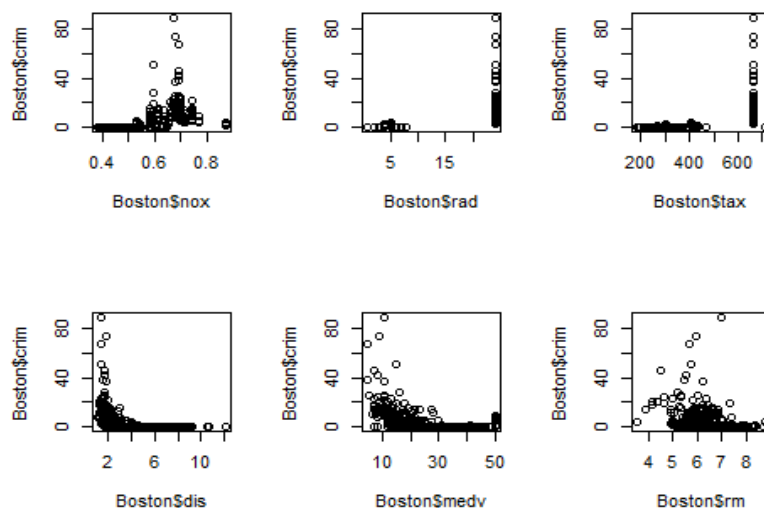 Boston$crim
0
40
80
0.4 0.6 0.8
Boston$nox
Boston$crim
0
40
80
5 15
Boston$rad
Boston$crim
0
40
80
200 400 600
Boston$tax
Boston$crim
0
40
80
2 6 10
Boston$dis
Boston$crim
0
40
80
10 30 50
Boston$medv
Boston$crim
0
40
80
4 5 6 7 8
Boston$rm